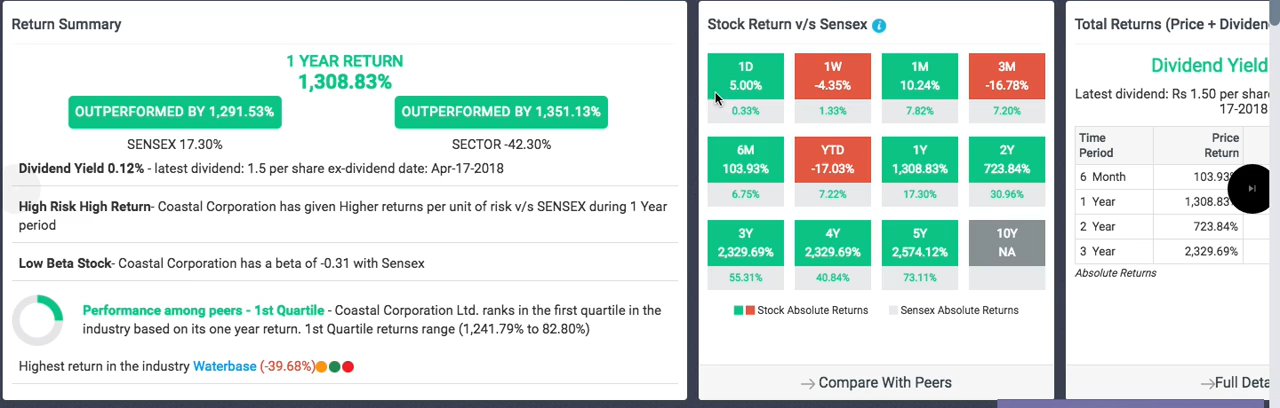 Return Summary
1 YEAR RETURN
1,308.83%
OUTPERFORMED BY 1,291.53%
OUTPERFORMED BY 1,351.13%
SENSEX 17.30%
SECTOR -42.30%
Dividend Yield 0.12% - latest dividend: 1.5 per share ex-dividend date: Apr-17-2018
High Risk High Return- Coastal Corporation has given Higher returns per unit of risk v/s SENSEX during 1 Year
period
Low Beta Stock- Coastal Corporation has a beta of -0.31 with Sensex
Performance among peers - 1st Quartile - Coastal Corporation Ltd. ranks in the first quartile in the
industry based on its one year return. 1st Quartile returns range (1,241.79% to 82.80%)
Highest return in the industry Waterbase (-39.68%)
Stock Return v/s Sensex
1D 1W 1M 3M
5.00% -4.35% 10.24% -16.78%
0.33% 1.33% 7.82% 7.20%
6M YTD 1Y 2Y
103.93% -17.03% 1,308.83% 723.84%
6.75% 7.22% 17.30% 30.96%
3Y 4Y 5Y 10Y
2,329.69% 2,329.69% 2,574.12% NA
55.31% 40.84% 73.11%
Stock Absolute Returns Sensex Absolute Returns
Compare With Peers
Total Returns (Price +
Dividend Yield
Latest dividend: Rs 1.50 per
17-2018
Time Price
Period Return
6 Month
1 Year
2 Year 723.84%
3 Year 2,329.69%
Absolute Returns
Full